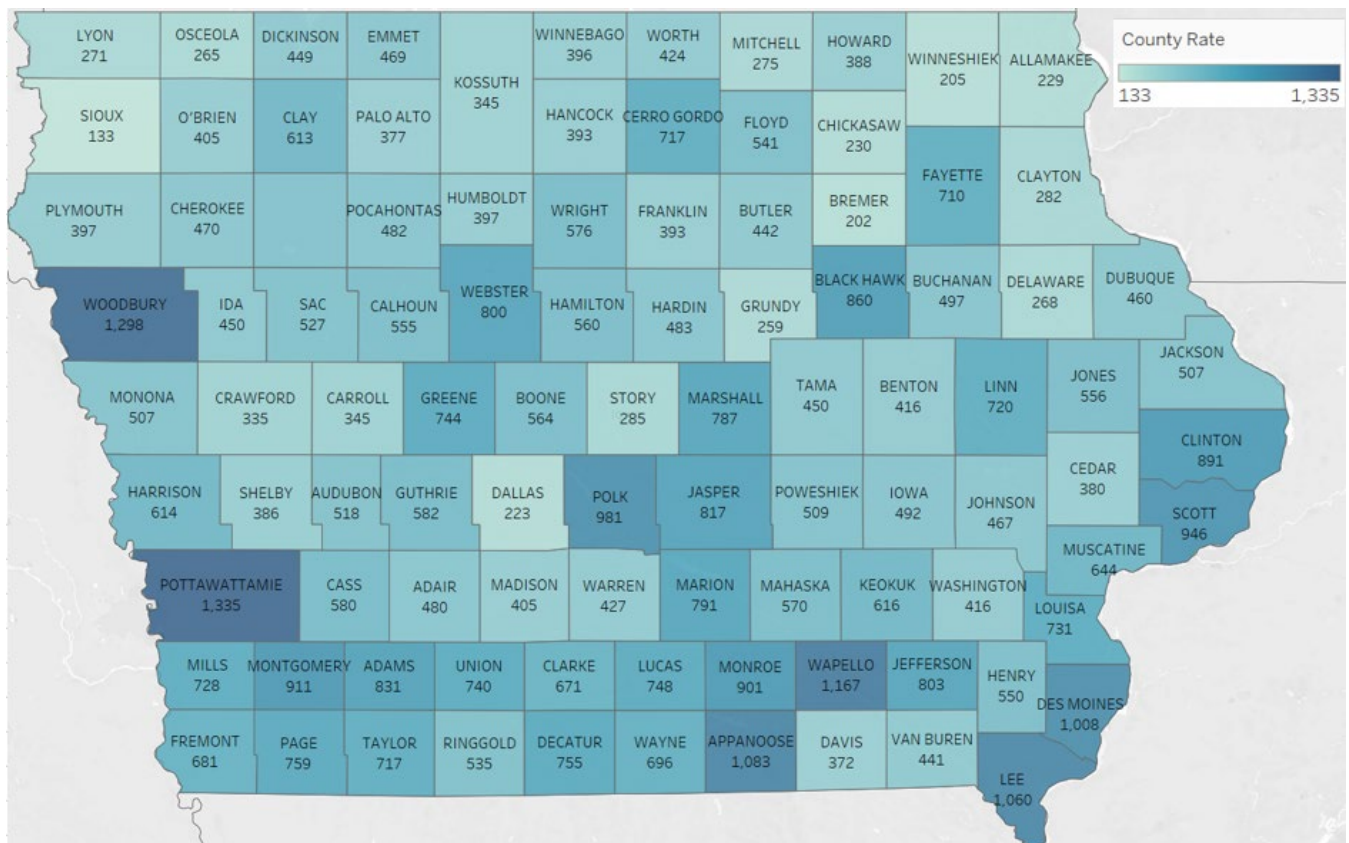 County Rate
133 1,335
LYON
271
OSCEOLA
265
DICKINSON
449
EMMET
469
KOSSUTH
345
WINNEBAGO
396
WORTH
424
MITCHELL
275
HOWARD
388
WINNESHIEK
205
ALLAMAKEE
229
SIOUX
133
O'BRIEN
405
CLAY
613
PALO ALTO
377
HANCOCK
393
CERRO GORDO
717
FLOYD
541
CHICKASAW
230
FAYETTE
710
CLAYTON
282
PLYMOUTH
397
CHEROKEE
470
POCAHONTAS
482
HUMBOLDT
397
WRIGHT
576
FRANKLIN
393
BUTLER
442
BREMER
202
WOODBURY
1,298
IDA
450
SAC
527
CALHOUN
555
WEBSTER
800
HAMILTON
560
HARDIN
483
GRUNDY
259
BLACK HAWK
860
BUCHANAN
497
DELAWARE
268
DUBUQUE
460
MONONA
507
CRAWFORD
335
CARROLL
345
GREENE
744
BOONE
564
STORY
285
MARSHALL
787
TAMA
450
BENTON
416
LINN
720
JONES
556
JACKSON
507
CLINTON
891
HARRISON
614
SHELBY
386
AUDUBON
518
GUTHRIE
582
DALLAS
223
POLK
981
JASPER
817
POWESHIEK
509
IOWA
492
JOHNSON
467
CEDAR
380
SCOTT
946
MUSCATINE
644
POTTAWATTAMIE
1,335
CASS
580
ADAIR
480
MADISON
405
WARREN
427
MARION
791
MAHASKA
570
KEOKUK
616
WASHINGTON
416
LOUISA
731
MILLS
728
MONTGOMERY
911
ADAMS
831
UNION
740
CLARKE
671
LUCAS
748
MONROE
901
WAPELLO
1,167
JEFFERSON
803
HENRY
550
DES MOINES
1,008
FREMONT
681
PAGE
759
TAYLOR
717
RINGGOLD
535
DECATUR
755
WAYNE
696
APPANOOSE
1,083
DAVIS
372
VAN BUREN
441
LEE
1,060